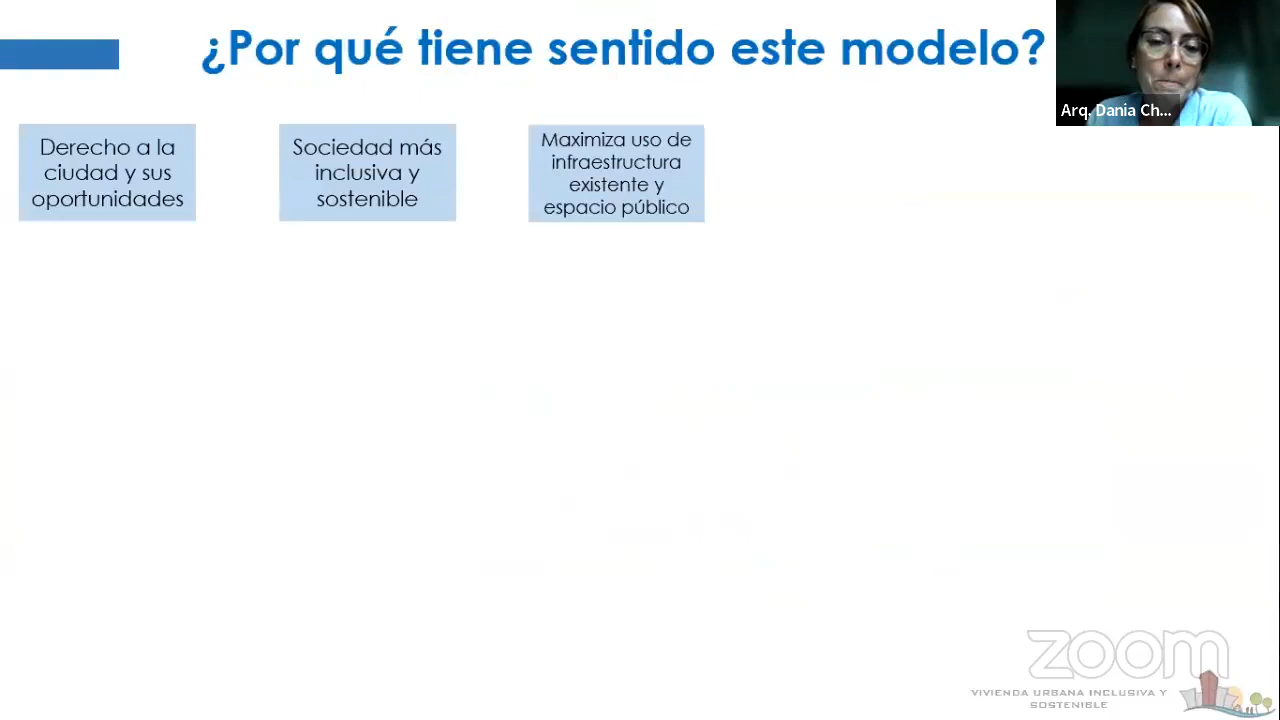 ¿Por qué tiene sentido este modelo?
Arq. Dania Ch...
Derecho a la
ciudad y sus
oportunidades
Sociedad más
inclusiva y
sostenible
Maximiza uso de
infraestructura
existente y
espacio público
zoom
VIVIENDA URBANA INCLUSIVA Y
SOSTENIBLE